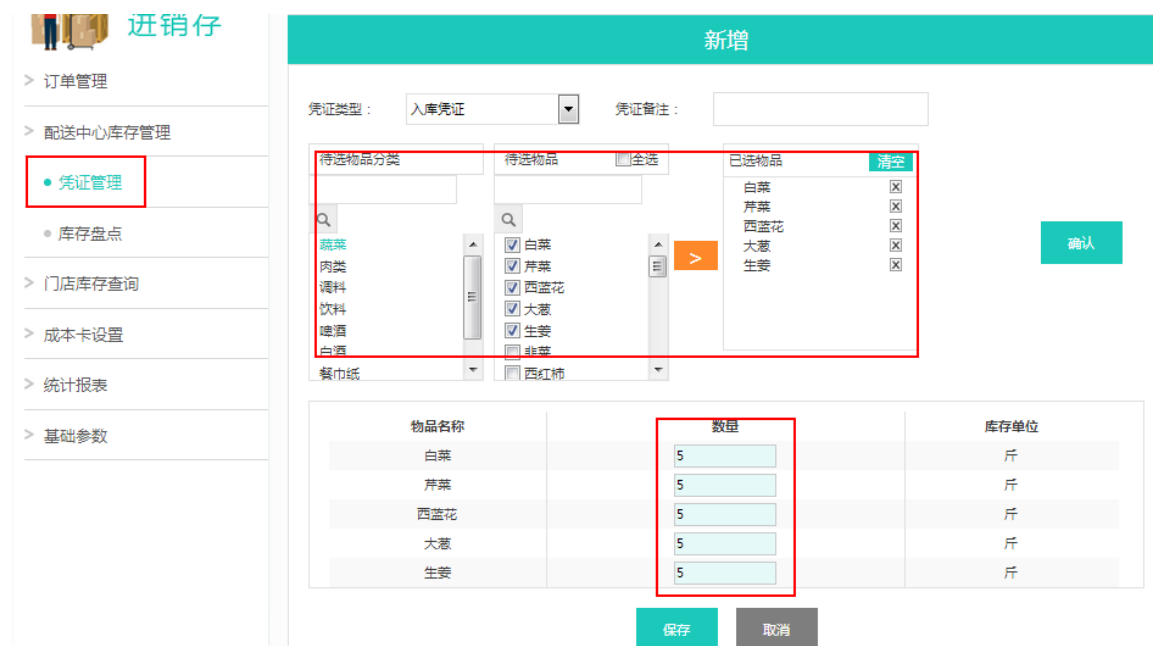 进销存
> 订单管理
> 配送中心库存管理
凭证管理
库存盘点
> 门店库存查询
> 成本卡设置
> 统计报表
> 基础参数
新增
凭证类型： 入库凭证 凭证备注：
待选物品分类
蔬菜
肉类
调料
饮料
啤酒
白酒
餐巾纸
待选物品 全选
白菜
芹菜
西蓝花
大葱
生姜
韭菜
西红柿
>
已选物品 清空
白菜 X
芹菜 X
西蓝花 X
大葱 X
生姜 X
确认
物品名称 数量 库存单位
白菜 5 斤
芹菜 5 斤
西蓝花 5 斤
大葱 5 斤
生姜 5 斤
保存 取消